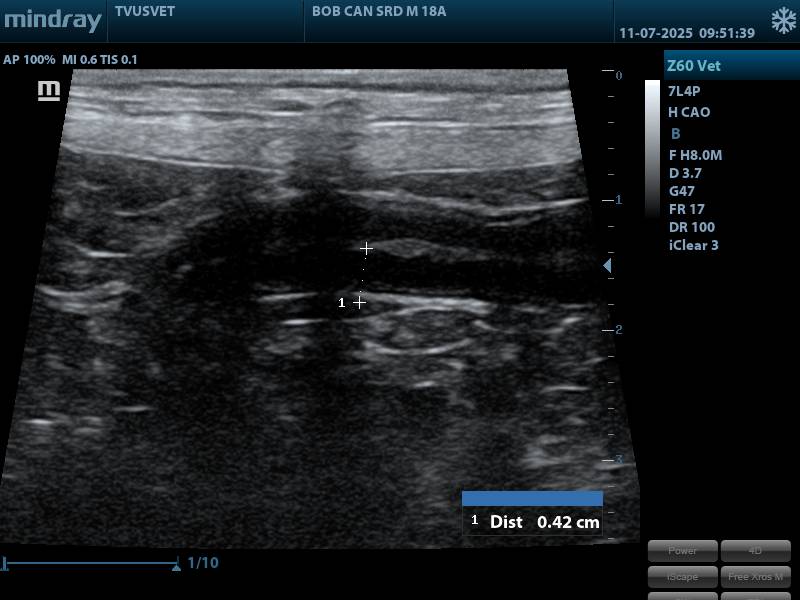 mindray TVUSVET BOB CAN SRD M 18A
11-07-2025 09:51:39
AP 100% MI 0.6 TIS 0.1
m
Z60 Vet
7L4P
H CAO
B
F H8.0M
D 3.7
G47
FR 17
DR 100
iClear 3
0
1
2
3
1
1 Dist 0.42 cm
1/10
Power 4D
iScape Free Xros M